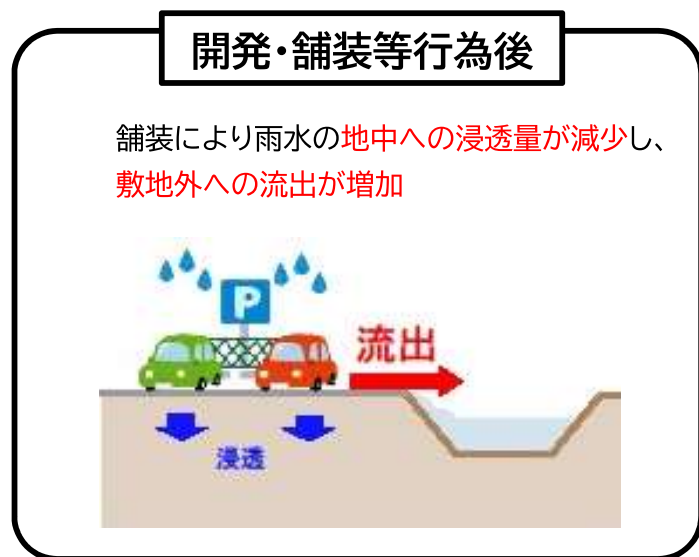 開発・舗装等行為後
舗装により雨水の地中への浸透量が減少し、
敷地外への流出が増加
P
流出
浸透